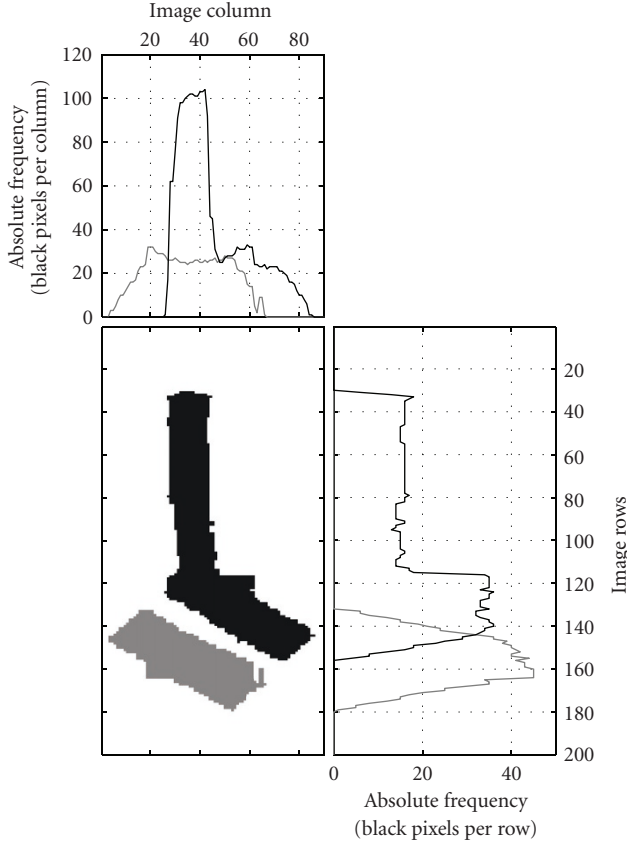 Image column
20 40 60 80
120
100
80
60
40
20
0
Absolute frequency
(black pixels per column)
20
40
60
80
100
120
140
160
180
200
Image rows
0 20 40
Absolute frequency
(black pixels per row)